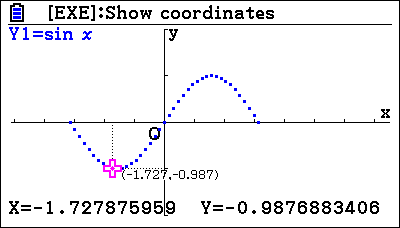 [EXE]:Show coordinates
Y1=sin x
y
x
O
(-1.727,-0.987)
X=-1.727875959 Y=-0.9876883406